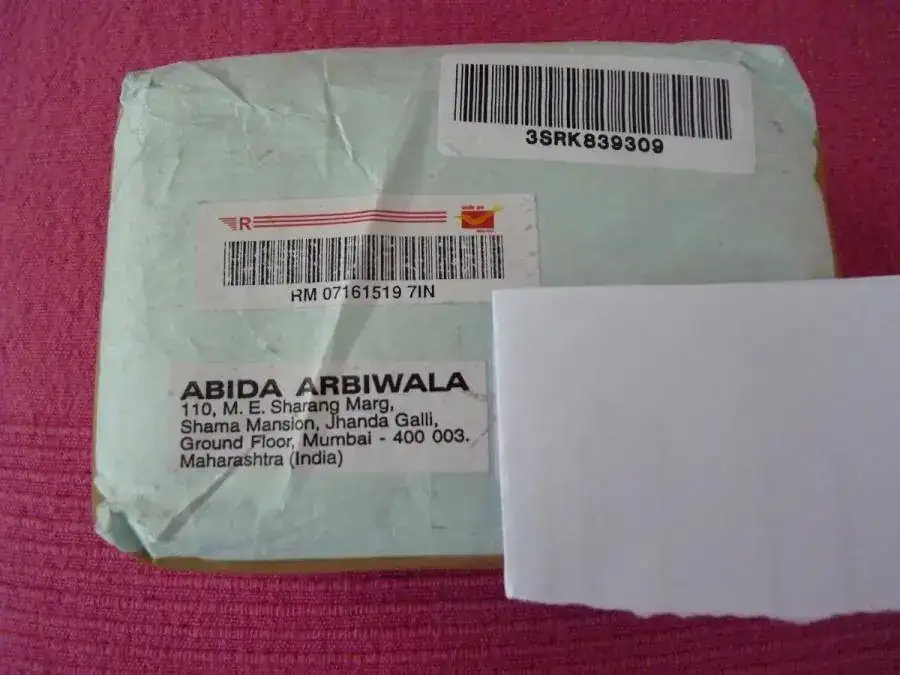 3SRK839309
R
RM 07161519 7IN
ABIDA ARBIWALA
110, M. E. Sharang Marg,
Shama Mansion, Jhanda Galli,
Ground Floor, Mumbai - 400 003.
Maharashtra (India)